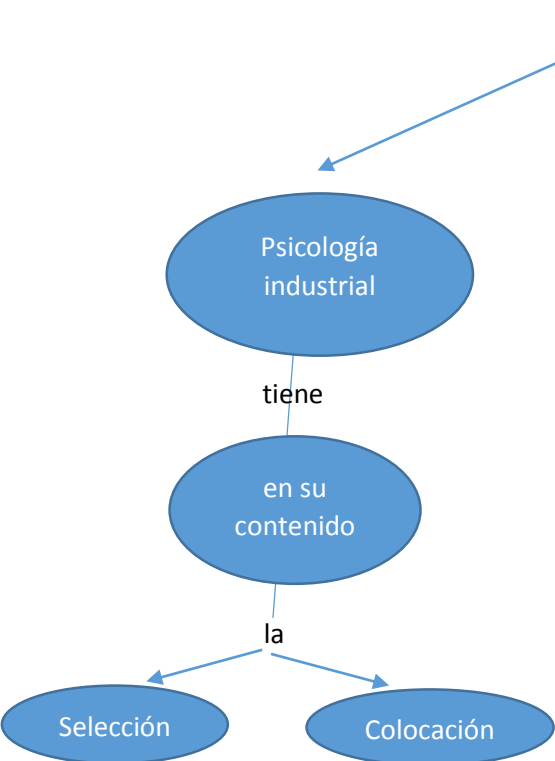 Psicología
industrial
tiene
en su
contenido
la
Selección
Colocación